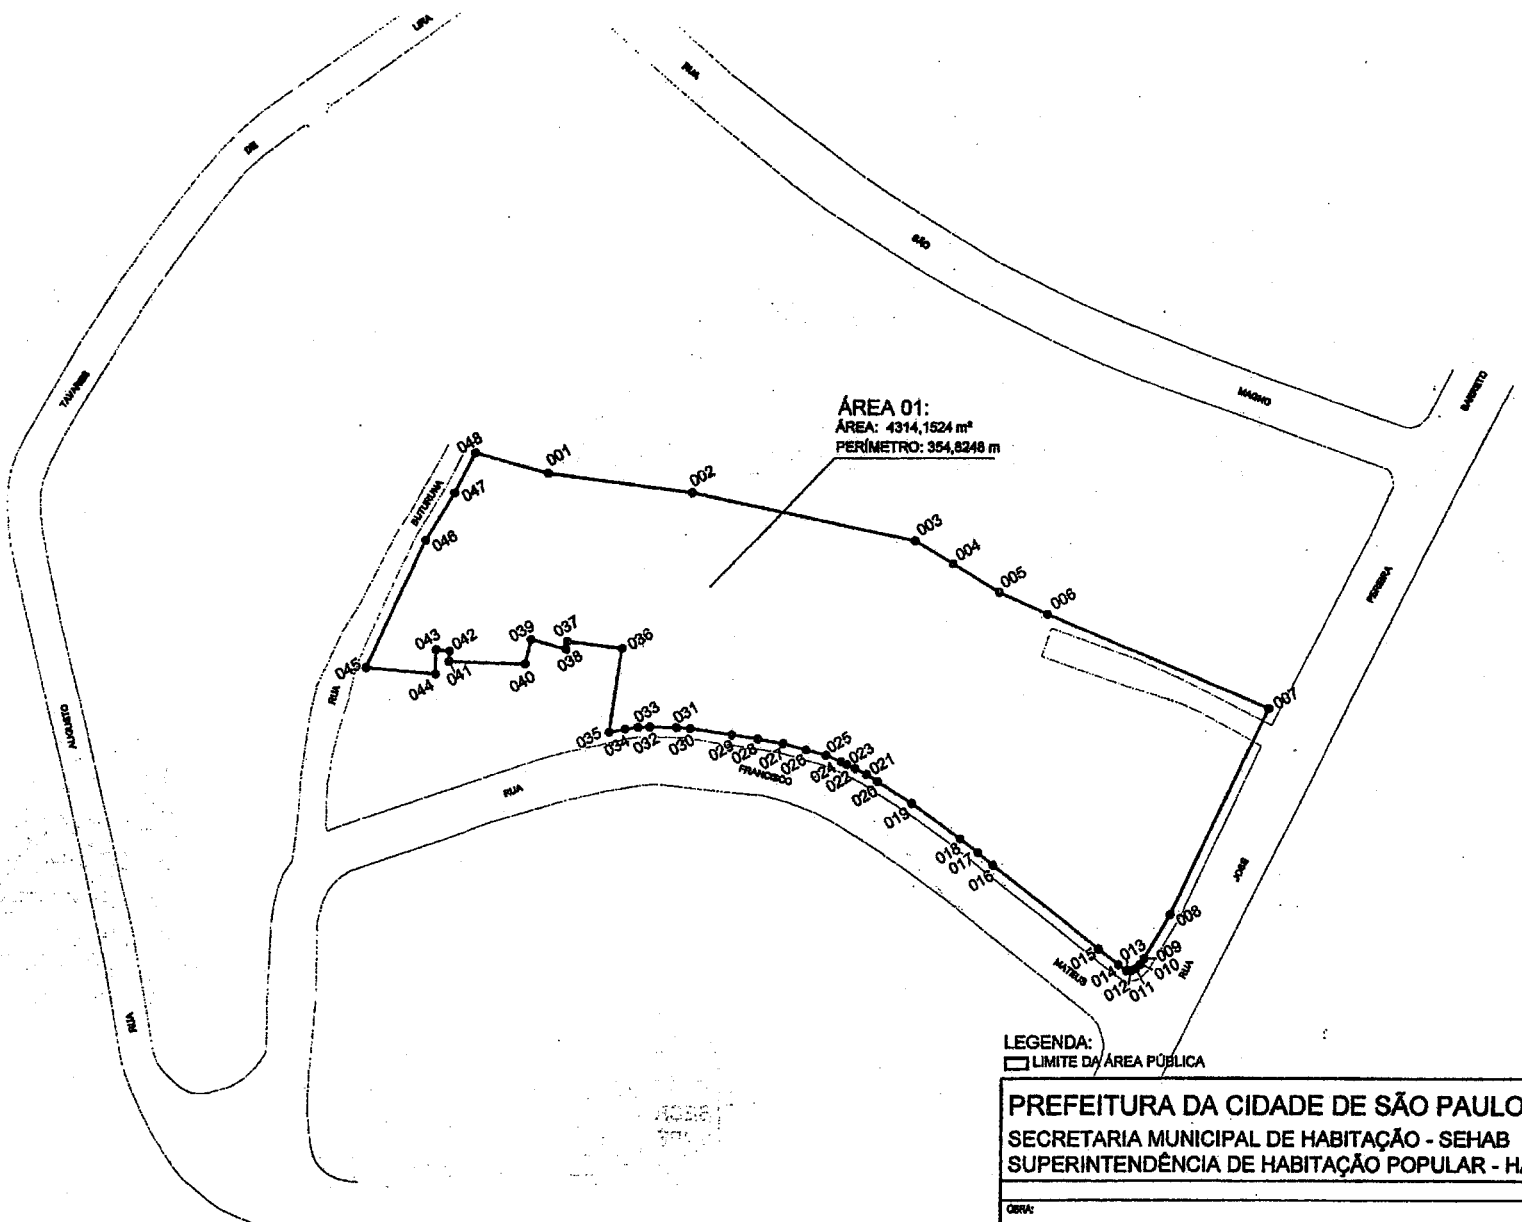 LIRA
RUA
DE
SÃO
TAVARES
MAGNO
BARRETO
ÁREA 01:
ÁREA: 4314,1524 m²
PERÍMETRO: 354,8248 m
048
001
047
002
BUTURUNA
046
003
004
005
006
PEREIRA
043
042
039
037
036
045
044
041
040
038
RUA
007
AUGUSTO
035
034
033
032
031
030
029
028
027
026
025
024
023
022
021
020
FRANCISCO
RUA
019
018
017
016
JOSE
008
015
014
013
009
010
012
011
MATEUS
RUA
RUA
LEGENDA:
LIMITE DA ÁREA PÚBLICA
PREFEITURA DA CIDADE DE SÃO PAULO
SECRETARIA MUNICIPAL DE HABITAÇÃO - SEHAB
SUPERINTENDÊNCIA DE HABITAÇÃO POPULAR - HA
OBRA: